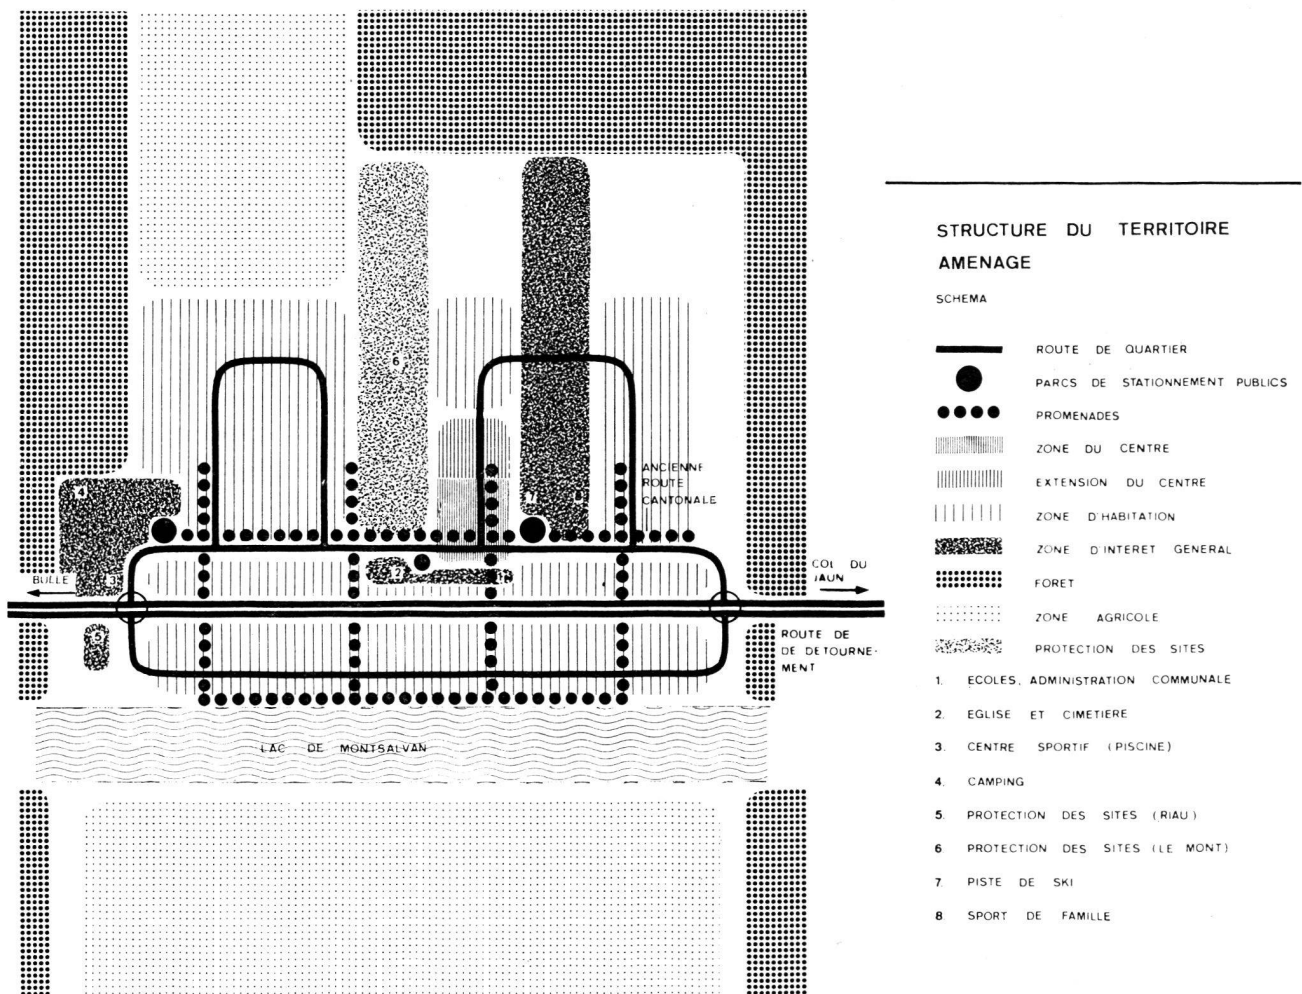 STRUCTURE DU TERRITOIRE
AMENAGE
SCHEMA
ROUTE DE QUARTIER
PARCS DE STATIONNEMENT PUBLICS
PROMENADES
ZONE DU CENTRE
EXTENSION DU CENTRE
ZONE D'HABITATION
ZONE D'INTERET GENERAL
FORET
ZONE AGRICOLE
PROTECTION DES SITES
1. ECOLES, ADMINISTRATION COMMUNALE
2. EGLISE ET CIMETIERE
3. CENTRE SPORTIF (PISCINE)
4. CAMPING
5. PROTECTION DES SITES (RIAU)
6 PROTECTION DES SITES (LE MONT)
7. PISTE DE SKI
8. SPORT DE FAMILLE
6
4
ANCIENNE
ROUTE
CANTONALE
7
8
BULLE
3
2
1
COL DU
JAUN
5
ROUTE DE
DE DETOURNE-
MENT
LAC DE MONTSALVAN